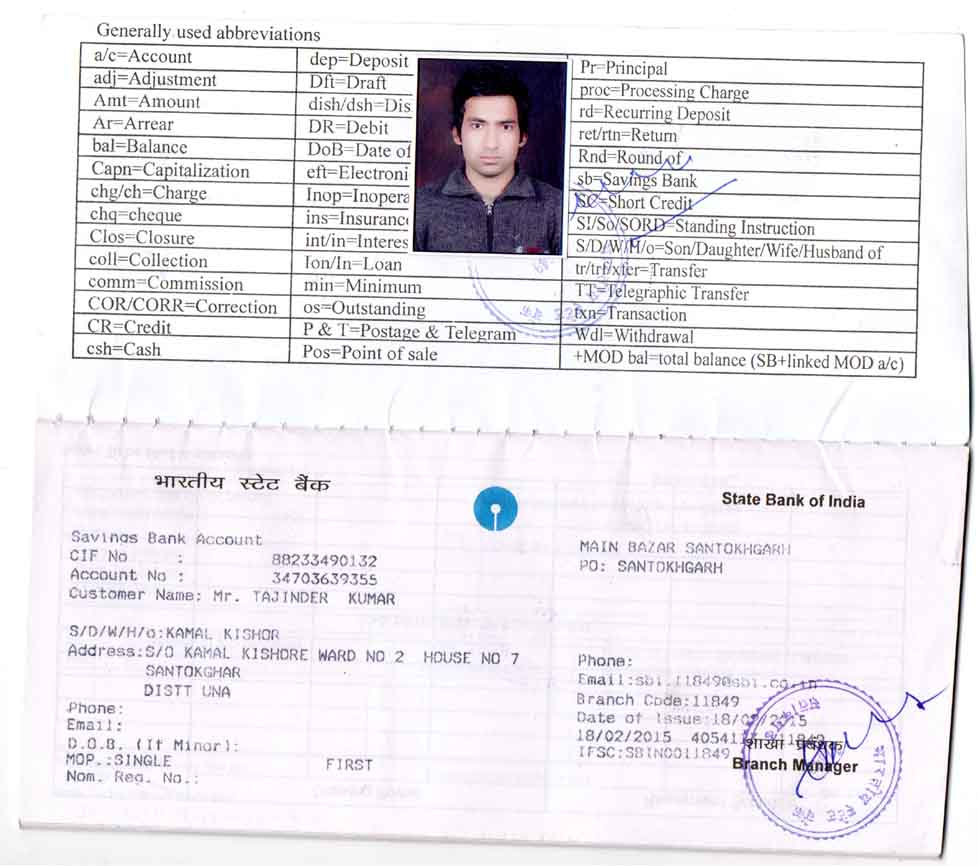 Generally used abbreviations
a/c=Account
adj=Adjustment
Amt=Amount
Ar=Arrear
bal=Balance
Capn=Capitalization
chg/ch=Charge
chq=cheque
Clos=Closure
coll=Collection
comm=Commission
COR/CORR=Correction
CR=Credit
csh=Cash
dep=Deposit
Dft=Draft
dish/dsh=Dis
DR=Debit
DoB=Date of
eft=Electroni
Inop=Inopera
ins=Insuranc
int/in=Interes
Ion/In=Loan
min=Minimum
os=Outstanding
P & T=Postage & Telegram
Pos=Point of sale
Pr=Principal
proc=Processing Charge
rd=Recurring Deposit
ret/rtn=Return
Rnd=Round of
sb=Savings Bank
SC=Short Credit
SI/So/SORD=Standing Instruction
S/D/W/H/o=Son/Daughter/Wife/Husband of
tr/trf/xfer=Transfer
TT=Telegraphic Transfer
txn=Transaction
Wdl=Withdrawal
+MOD bal=total balance (SB+linked MOD a/c)
भारतीय स्टेट बैंक
State Bank of India
Savings Bank Account
CIF No : 88233490132
Account No : 34703639355
Customer Name: Mr. TAJINDER KUMAR
S/D/W/H/o:KAMAL KISHOR
Address:S/O KAMAL KISHORE WARD NO 2 HOUSE NO 7
SANTOKGHAR
DISTT UNA
Phone:
Email:
D.O.B. (If Minor):
MOP.:SINGLE FIRST
Nom. Reg. No.:
MAIN BAZAR SANTOKHGARH
PO: SANTOKHGARH
Phone:
Email:sbi.11849@sbi.co.in
Branch Code:11849
Date of Issue:18/02/2015
18/02/2015 11849
IFSC:SBIN0011849
शाखा प्रबंधक
Branch Manager
भारतीय स्टेट बैंक